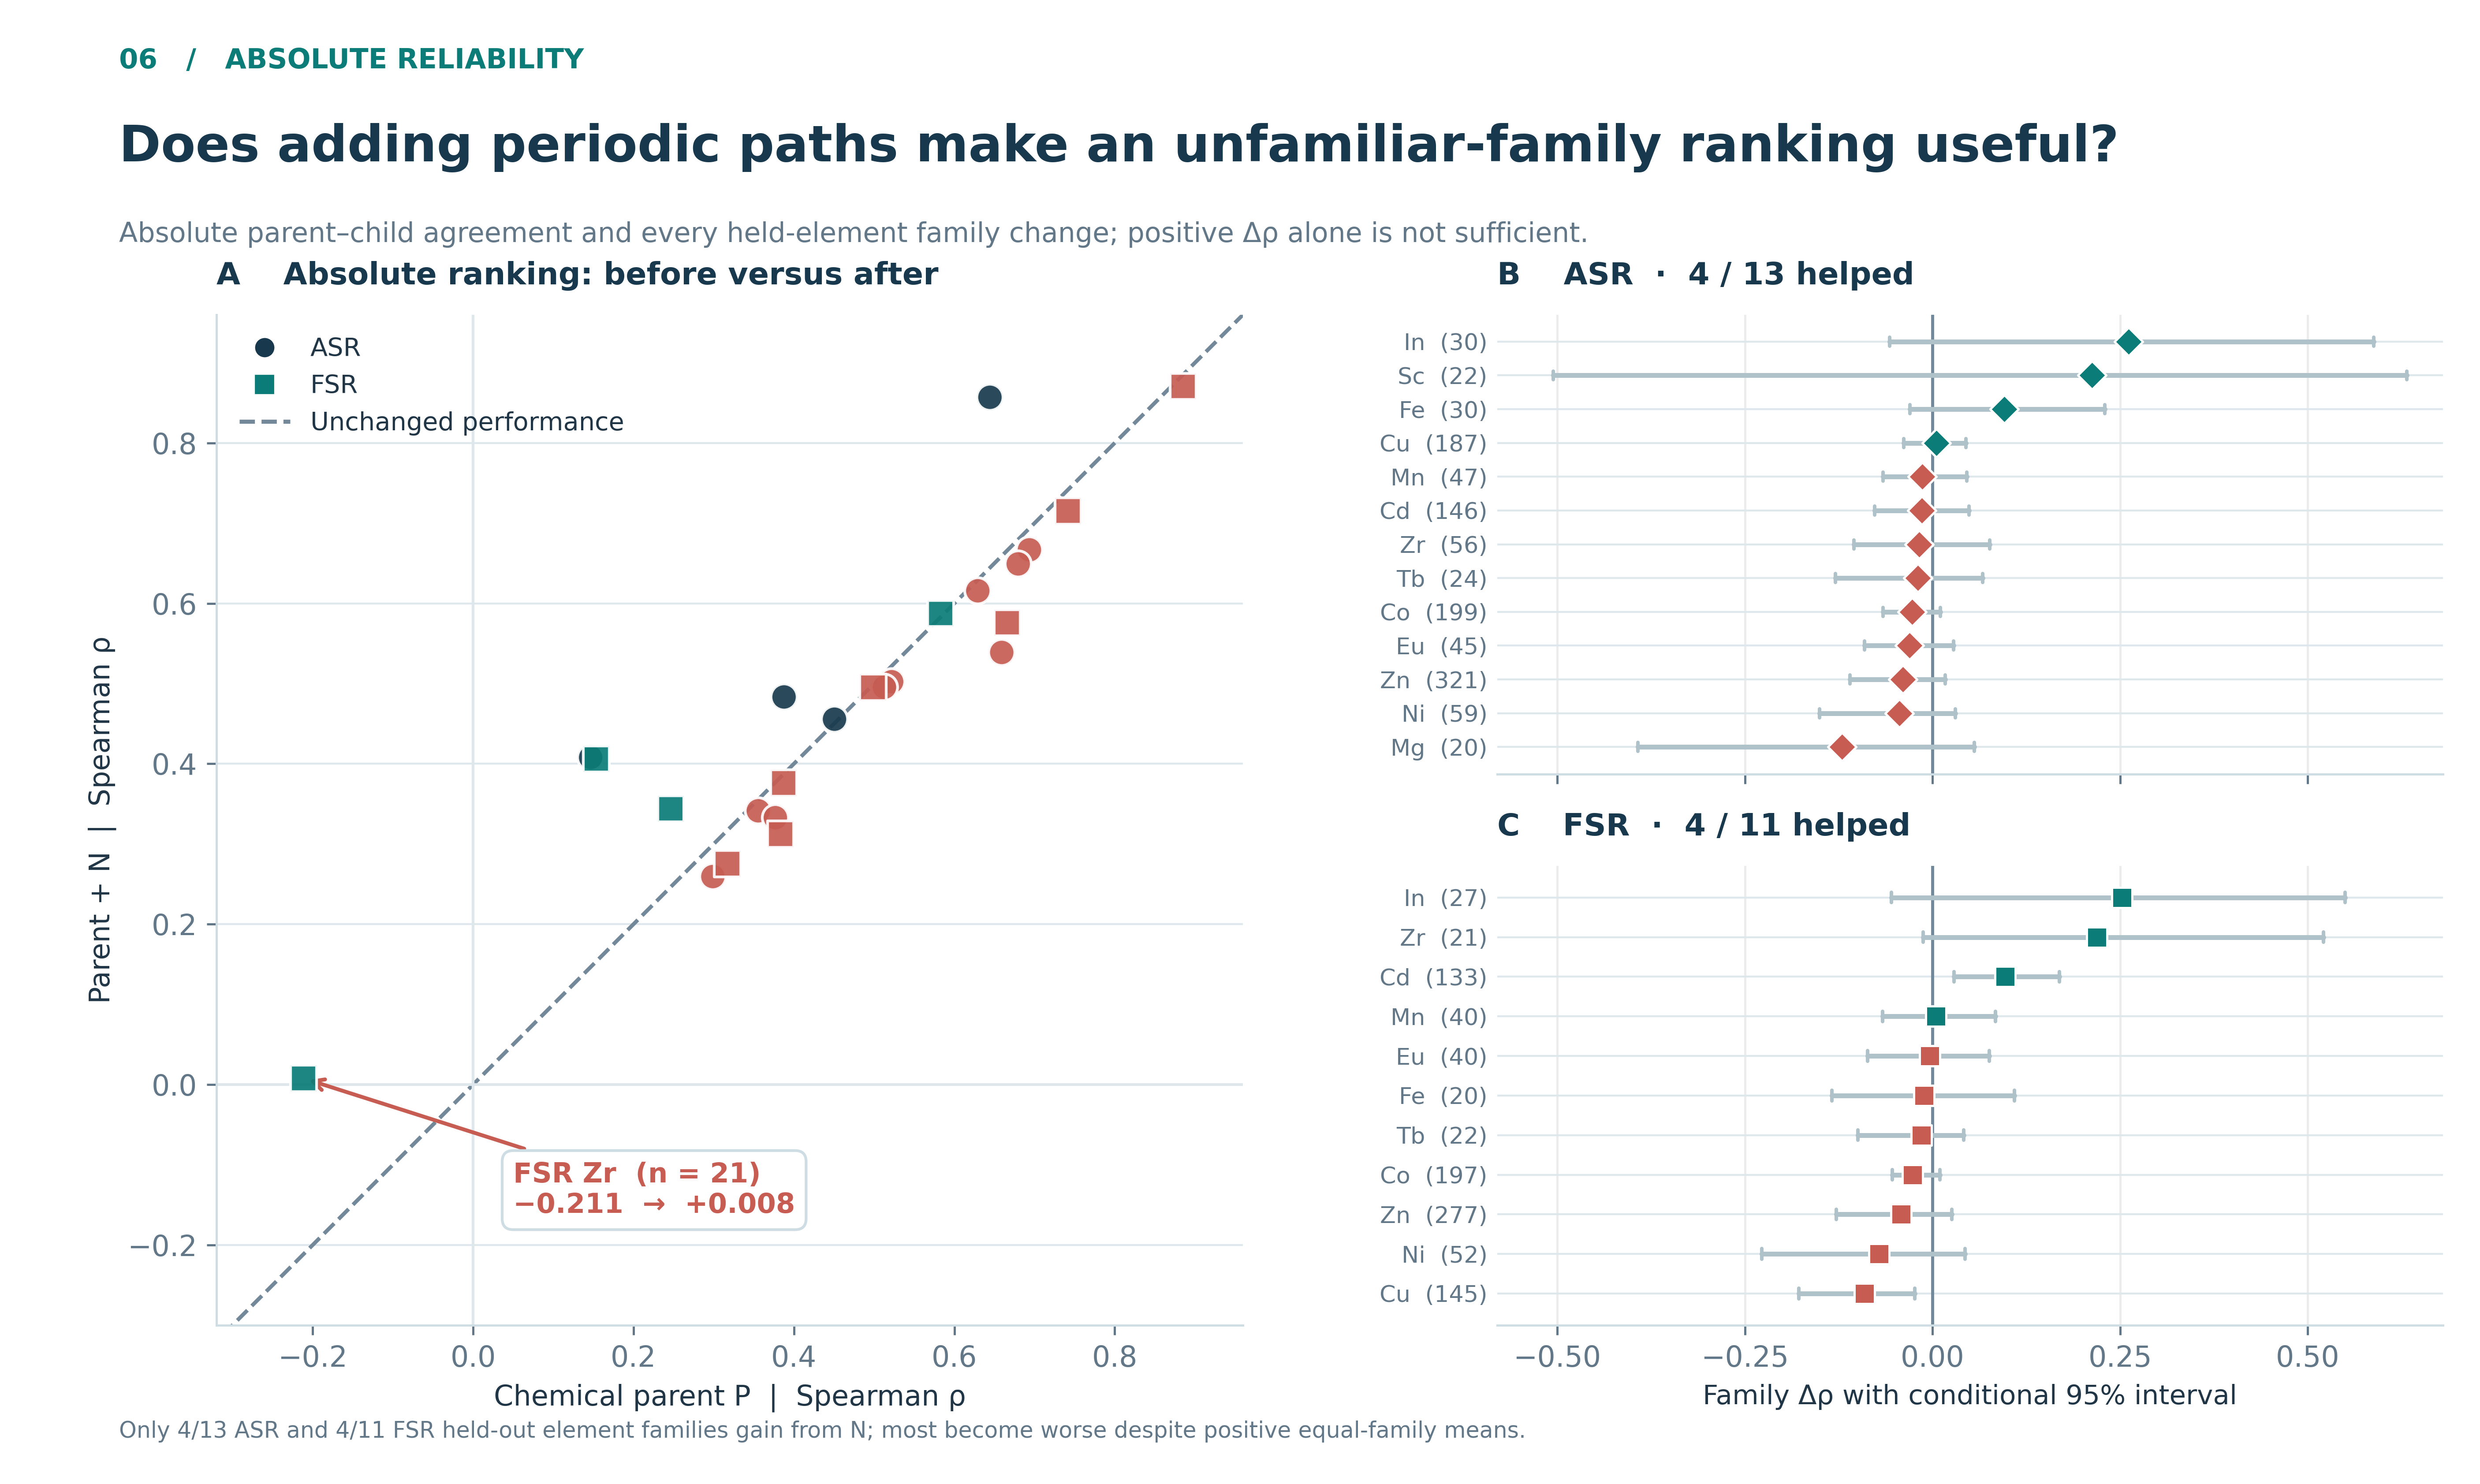 06 / ABSOLUTE RELIABILITY
Does adding periodic paths make an unfamiliar-family ranking useful?
Absolute parent–child agreement and every held-element family change; positive Δρ alone is not sufficient.
A Absolute ranking: before versus after
ASR
FSR
Unchanged performance
0.8
0.6
0.4
0.2
0.0
−0.2
Parent + N | Spearman ρ
FSR Zr (n = 21)
−0.211 → +0.008
−0.2 0.0 0.2 0.4 0.6 0.8
Chemical parent P | Spearman ρ
B ASR · 4 / 13 helped
In (30)
Sc (22)
Fe (30)
Cu (187)
Mn (47)
Cd (146)
Zr (56)
Tb (24)
Co (199)
Eu (45)
Zn (321)
Ni (59)
Mg (20)
C FSR · 4 / 11 helped
In (27)
Zr (21)
Cd (133)
Mn (40)
Eu (40)
Fe (20)
Tb (22)
Co (197)
Zn (277)
Ni (52)
Cu (145)
−0.50 −0.25 0.00 0.25 0.50
Family Δρ with conditional 95% interval
Only 4/13 ASR and 4/11 FSR held-out element families gain from N; most become worse despite positive equal-family means.